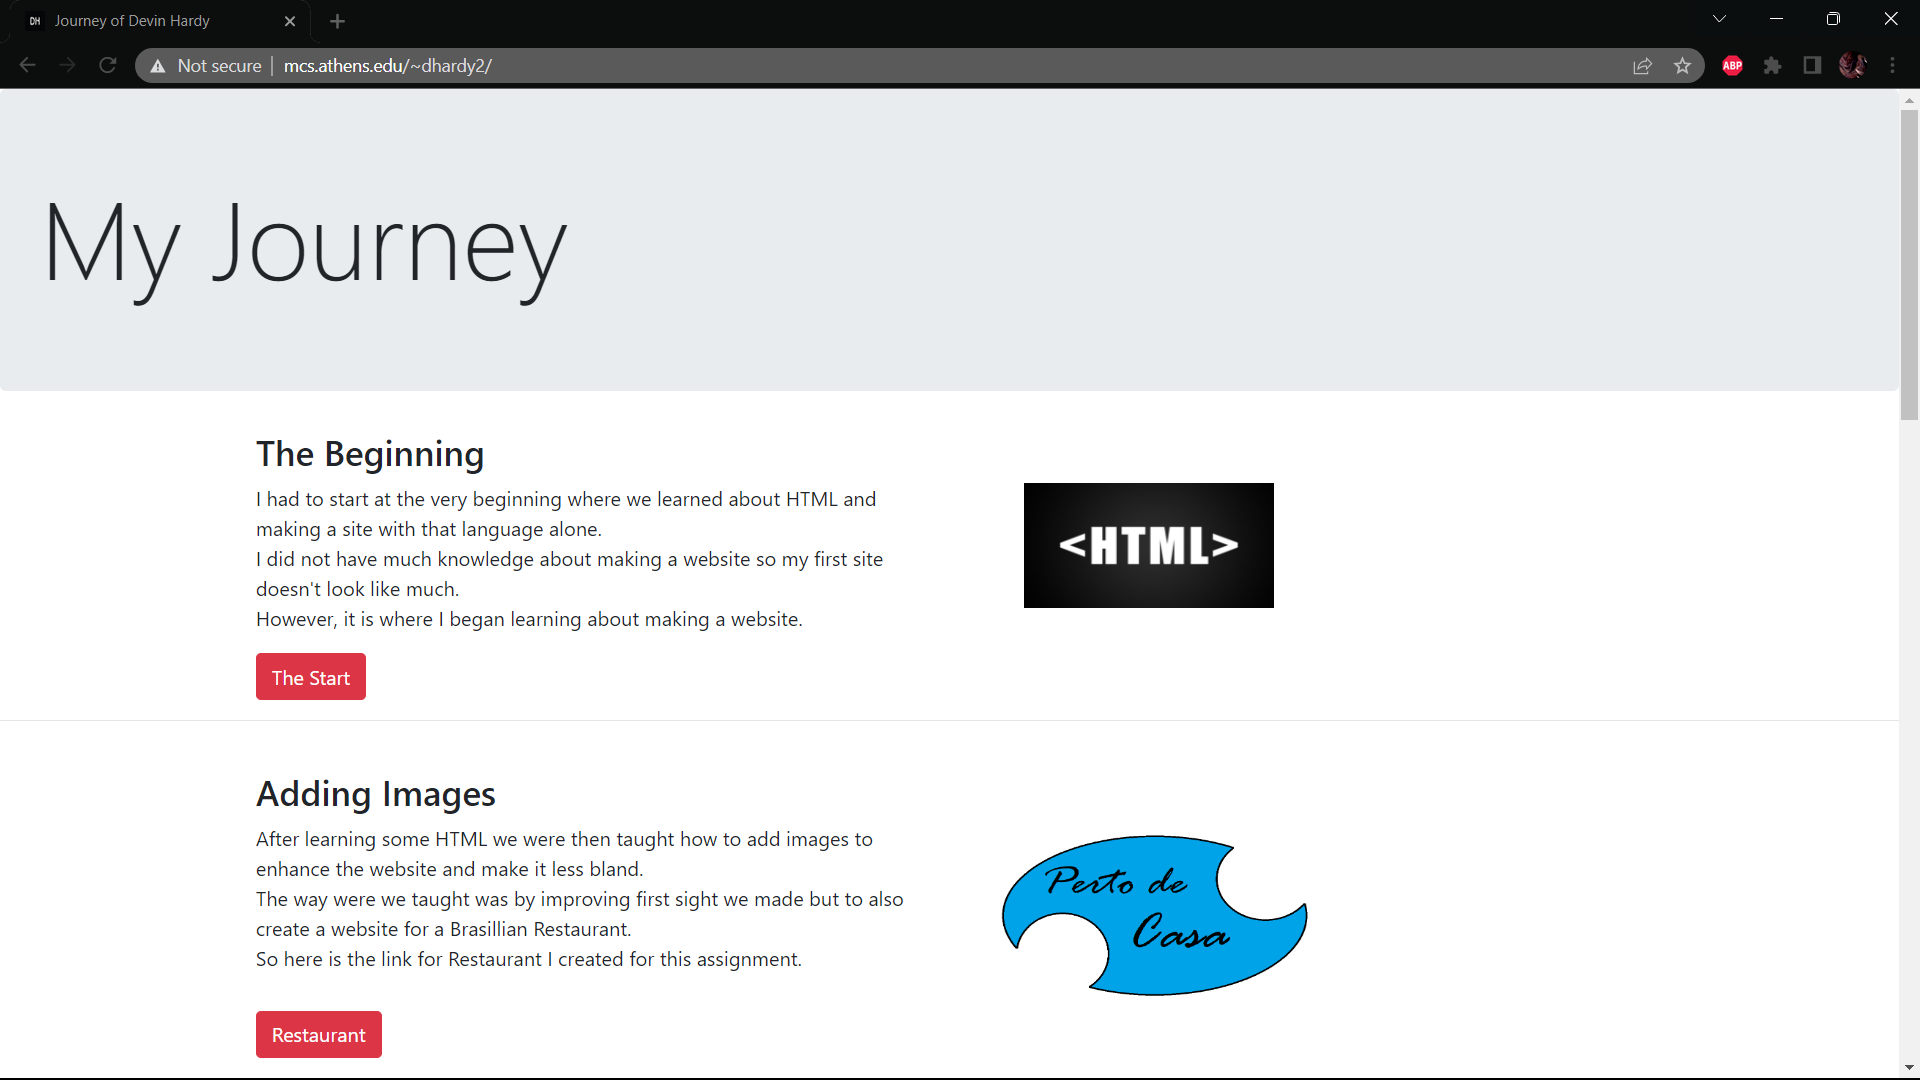 DH Journey of Devin Hardy
Not secure mcs.athens.edu/~dhardy2/
ABP
My Journey
The Beginning
I had to start at the very beginning where we learned about HTML and
making a site with that language alone.
I did not have much knowledge about making a website so my first site
doesn't look like much.
However, it is where I began learning about making a website.
<HTML>
The Start
Adding Images
After learning some HTML we were then taught how to add images to
enhance the website and make it less bland.
The way were we taught was by improving first sight we made but to also
create a website for a Brasillian Restaurant.
So here is the link for Restaurant I created for this assignment.
Perto de
Casa
Restaurant